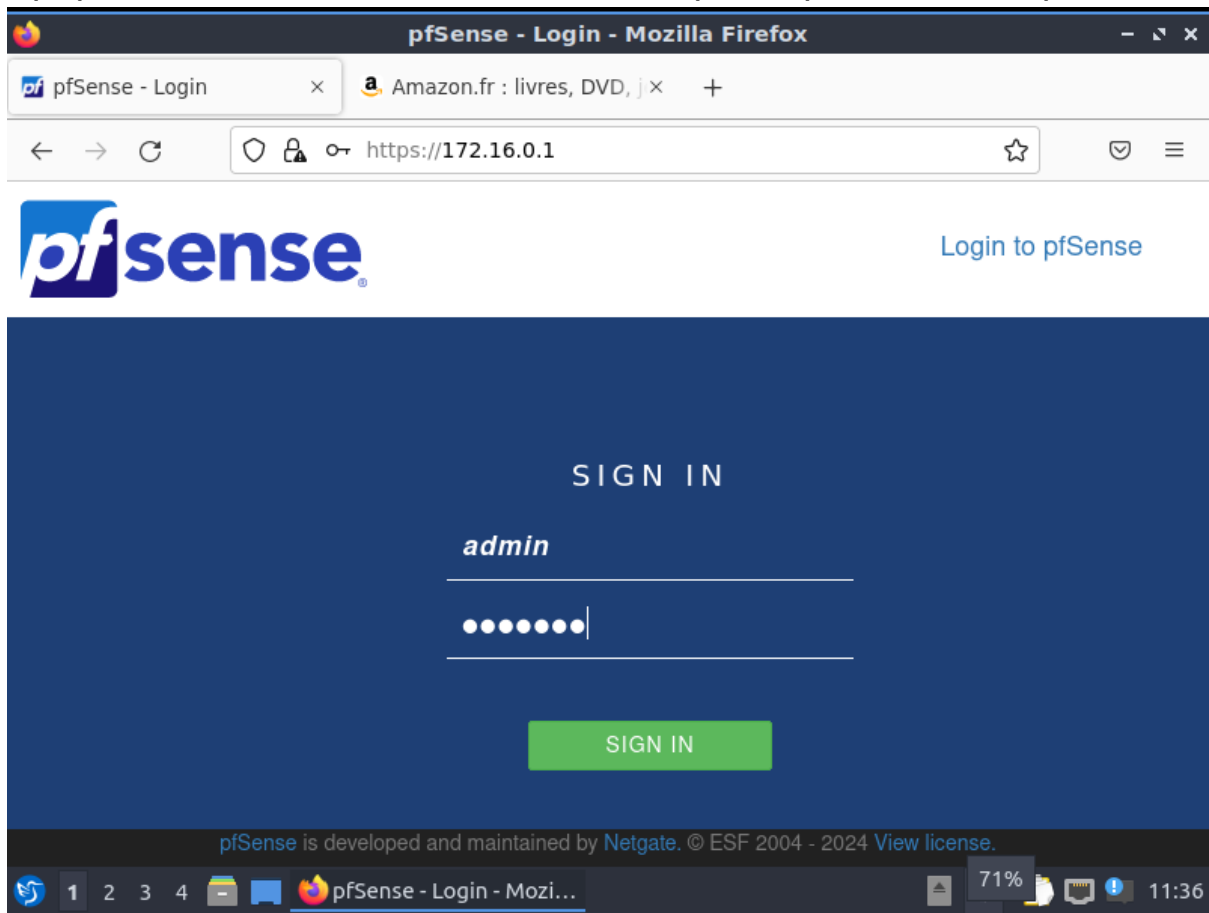 pfSense - Login - Mozilla Firefox
pfSense - Login
Amazon.fr : livres, DVD, j
https://172.16.0.1
pfsense
Login to pfSense
SIGN IN
admin
●●●●●●●
SIGN IN
pfSense is developed and maintained by Netgate. © ESF 2004 - 2024 View license.
1 2 3 4 pfSense - Login - Mozi... 71% 11:36